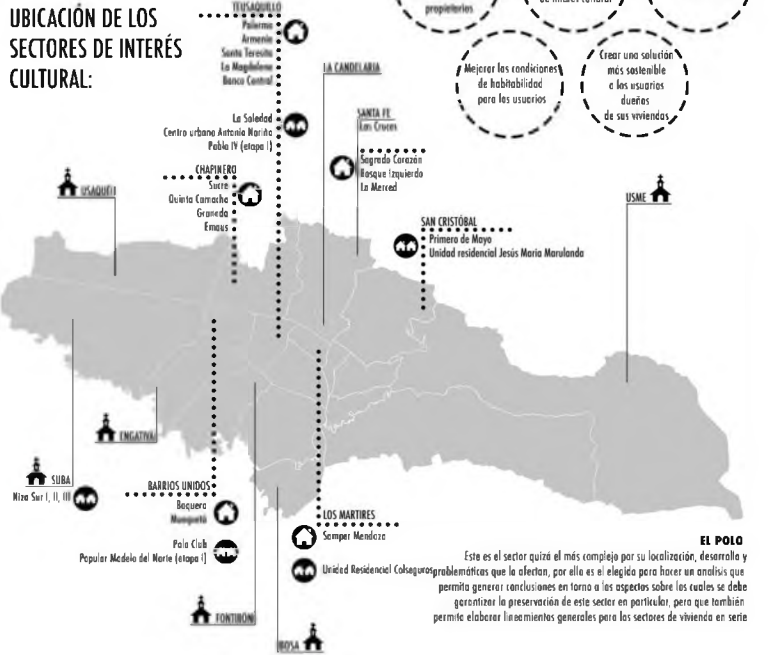 UBICACIÓN DE LOS
SECTORES DE INTERÉS
CULTURAL:
TEUSAQUILLO
Palermo
Armenia
Santa Teresita
La Magdalena
Banco Central
La Soledad
Centro urbano Antonio Nariño
Pablo IV (etapa I)
CHAPINERO
Sucre
Quinta Camacho
Granada
Emaus
USAQUÉN
LA CANDELARIA
SANTA FE
Las Cruces
Sagrado Corazón
Bosque Izquierdo
La Merced
SAN CRISTÓBAL
Primero de Mayo
Unidad residencial Jesús María Marulanda
USME
propietarios
Mejorar las condiciones
de habitabilidad
para los usuarios
Crear una solución
más sostenible
a los usuarios
dueños
de sus viviendas
ENGATIVÁ
SUBA
Niza Sur I, II, III
BARRIOS UNIDOS
Baquero
Muequetá
Polo Club
Popular Modelo del Norte (etapa I)
FONTIBÓN
BOSA
LOS MARTIRES
Samper Mendoza
Unidad Residencial Colseguros
EL POLO
Este es el sector quizá el más complejo por su localización, desarrollo y
problemáticas que lo afectan, por ello es el elegido para hacer un analisis que
permita generar conclusiones en torno a los aspectos sobre los cuales se debe
garantizar la preservación de este sector en particular, pero que también
permita elaborar lineamientos generales para los sectores de vivienda en serie